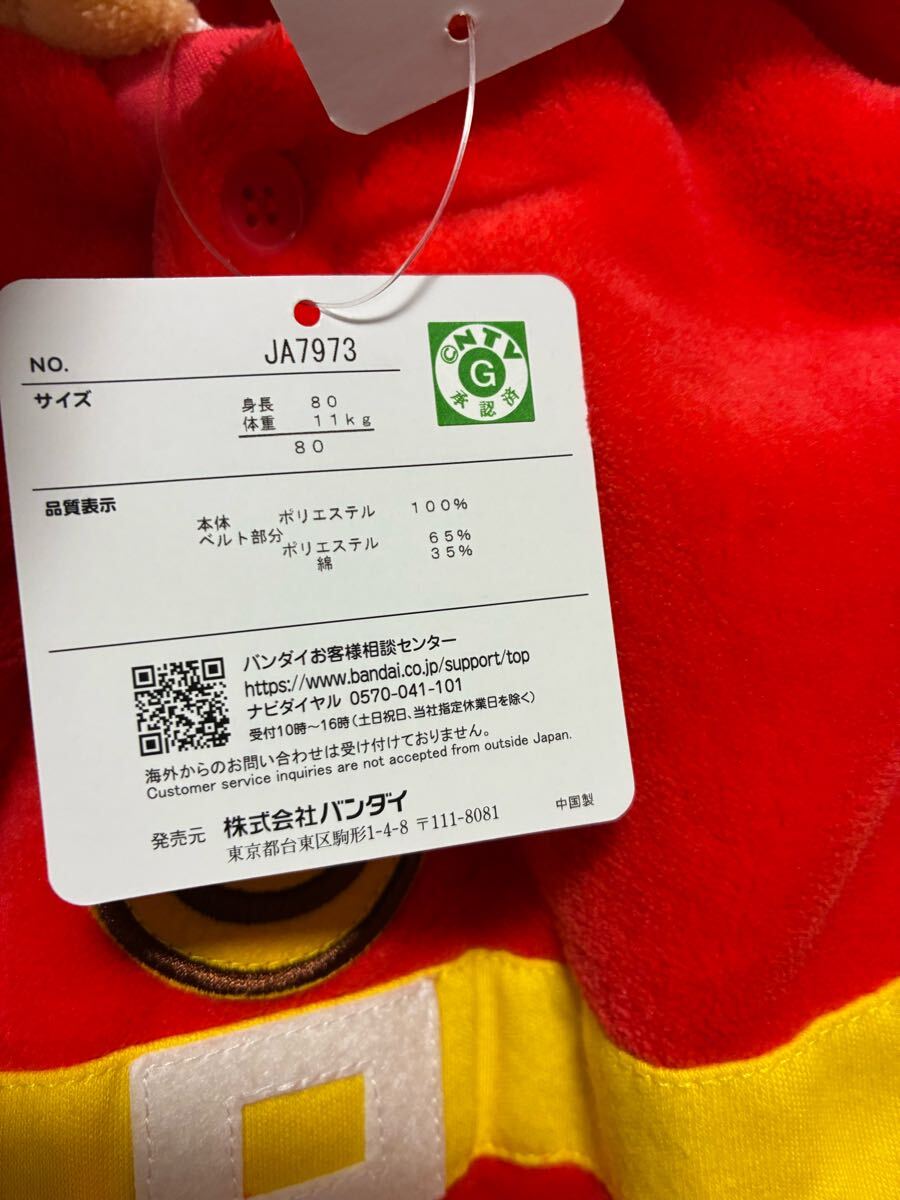 NO. JA7973
©NTV
G
承認済
サイズ
身長 80
体重 11kg
80
品質表示
本体 ポリエステル 100%
ベルト部分
ポリエステル 65%
綿 35%
バンダイお客様相談センター
https://www.bandai.co.jp/support/top
ナビダイヤル 0570-041-101
受付10時〜16時(土日祝日、当社指定休業日を除く)
海外からのお問い合わせは受け付けておりません。
Customer service inquiries are not accepted from outside Japan.
発売元 株式会社バンダイ
東京都台東区駒形1-4-8 〒111-8081
中国製